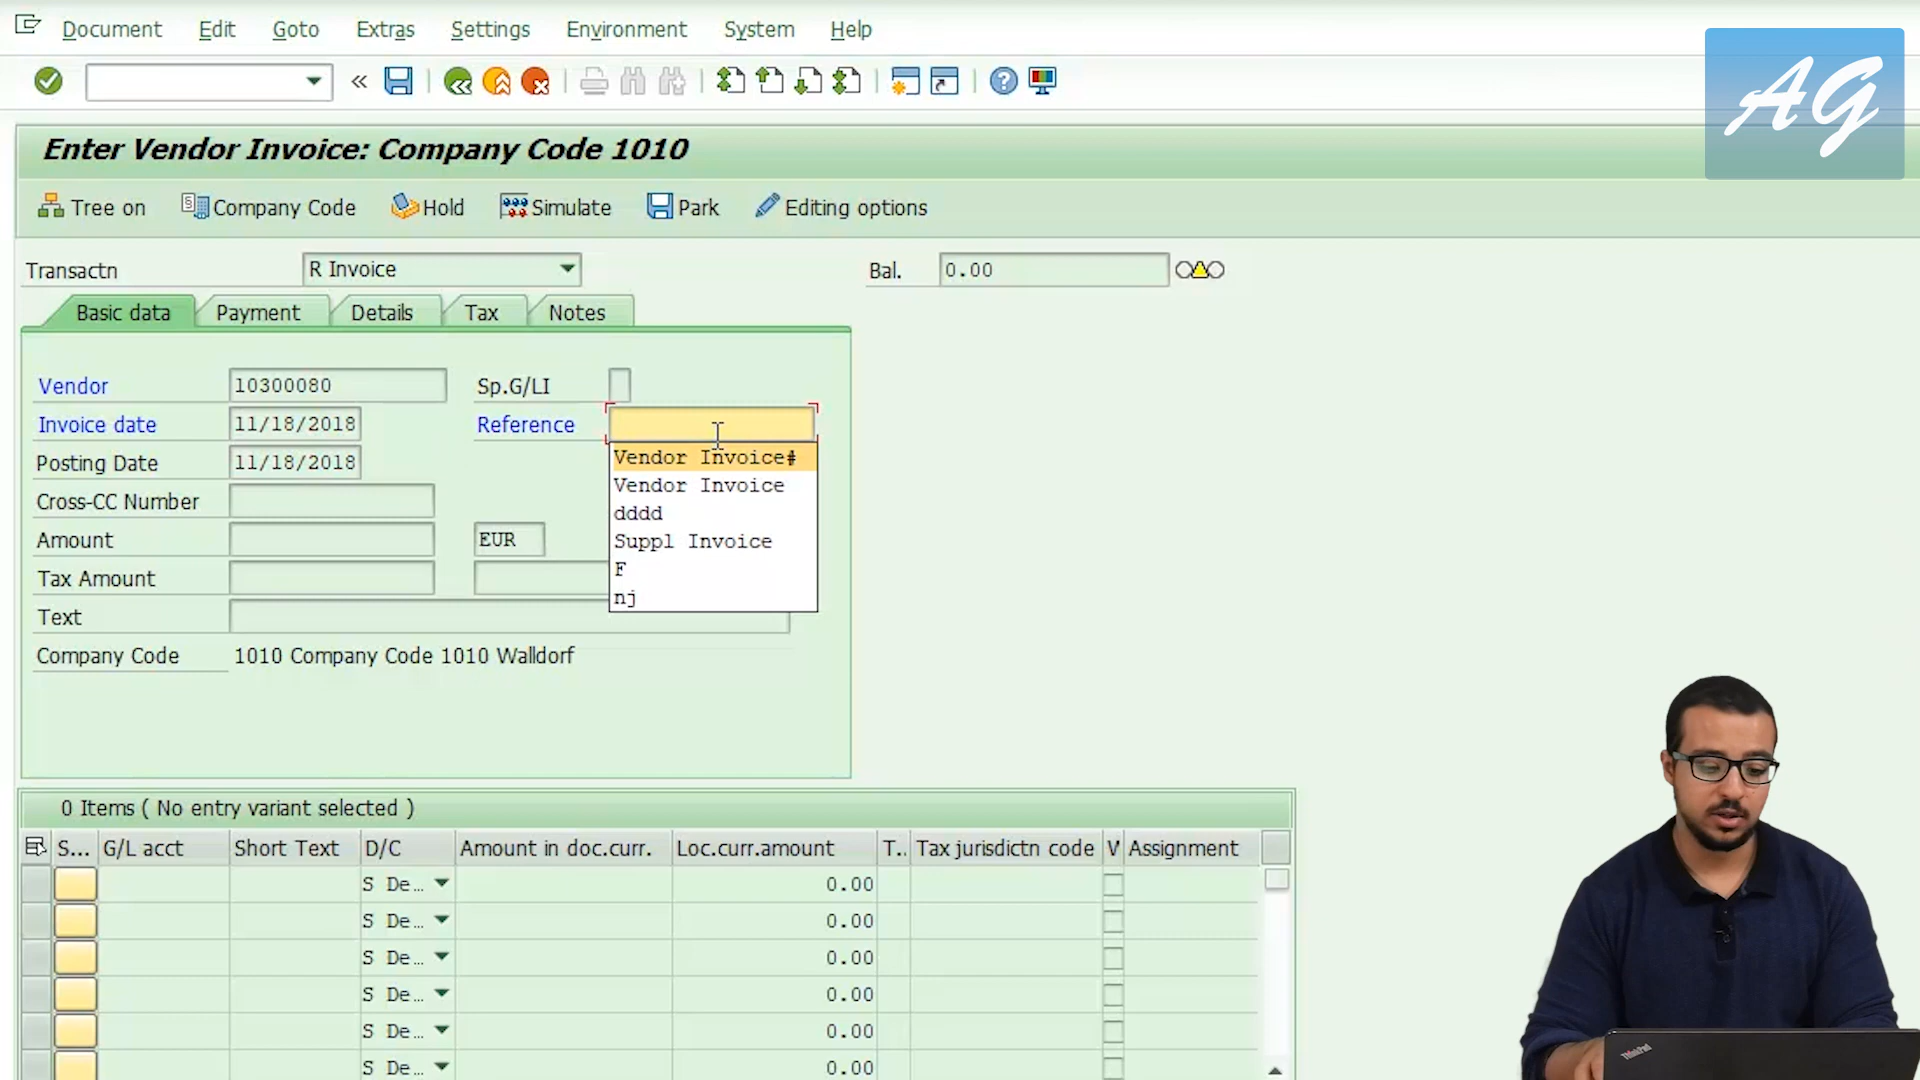 Document Edit Goto Extras Settings Environment System Help
AG
Enter Vendor Invoice: Company Code 1010
Tree on Company Code Hold Simulate Park Editing options
Transactn R Invoice Bal. 0.00
Basic data Payment Details Tax Notes
Vendor 10300080 Sp.G/LI
Invoice date 11/18/2018 Reference
Posting Date 11/18/2018
Vendor Invoice#
Vendor Invoice
dddd
Suppl Invoice
F
nj
Cross-CC Number
Amount EUR
Tax Amount
Text
Company Code 1010 Company Code 1010 Walldorf
0 Items ( No entry variant selected )
S... G/L acct Short Text D/C Amount in doc.curr. Loc.curr.amount T.. Tax jurisdictn code V Assignment
S De... 0.00
S De... 0.00
S De... 0.00
S De... 0.00
S De... 0.00
S De... 0.00
ThinkPad